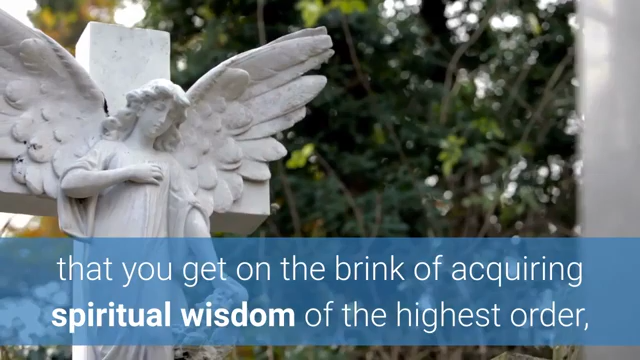 that you get on the brink of acquiring
spiritual wisdom of the highest order,